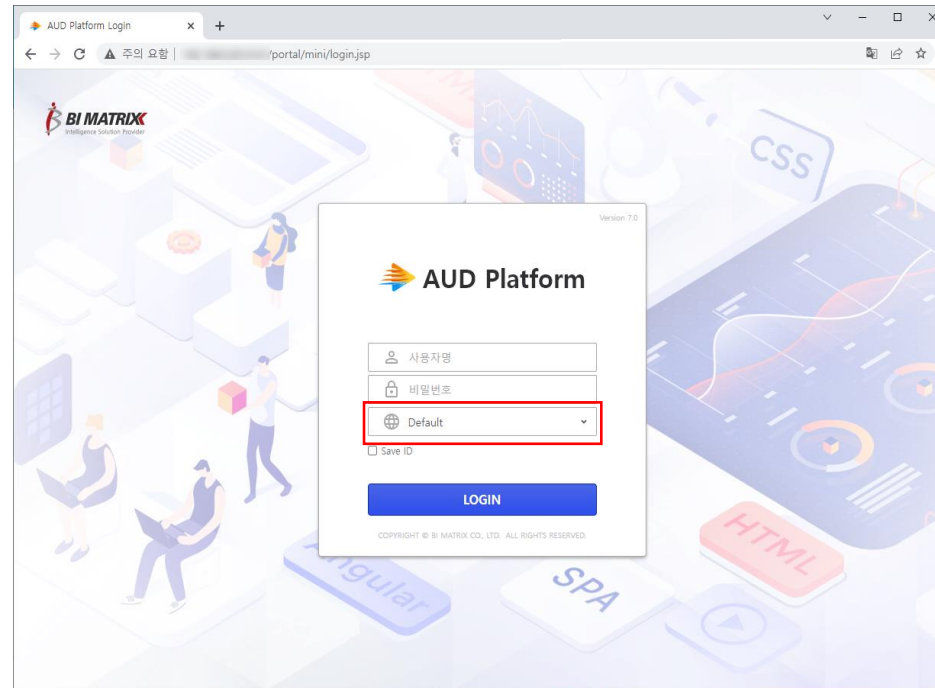 AUD Platform Login
주의 요함
/portal/mini/login.jsp
BI MATRIX
Intelligence Solution Provider
CSS
Version 7.0
AUD Platform
사용자명
비밀번호
Default
Save ID
LOGIN
COPYRIGHT © BI MATRIX CO., LTD. ALL RIGHTS RESERVED.
HTML
Angular
SPA